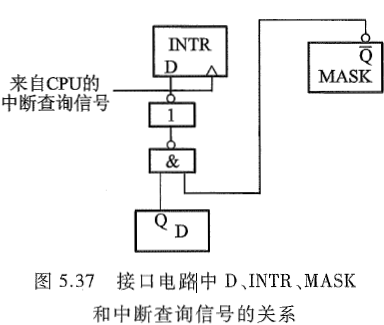 INTR
D
来自CPU的
中断查询信号
Q
MASK
1
&
Q
D
图 5.37 接口电路中 D、INTR、MASK
和中断查询信号的关系